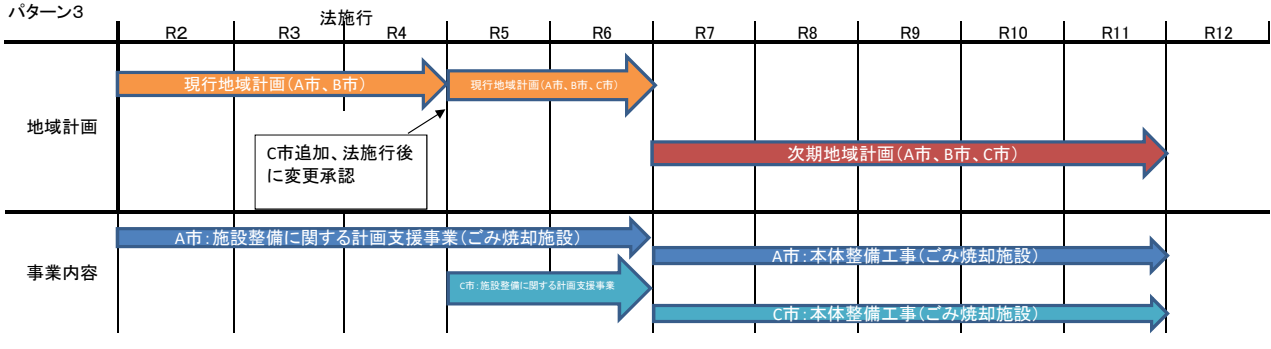 パターン3
法施行
R2 R3 R4 R5 R6 R7 R8 R9 R10 R11 R12
現行地域計画(A市、B市)
現行地域計画(A市、B市、C市)
地域計画
C市追加、法施行後
に変更承認
次期地域計画(A市、B市、C市)
A市:施設整備に関する計画支援事業(ごみ焼却施設)
A市:本体整備工事(ごみ焼却施設)
事業内容
C市:施設整備に関する計画支援事業
C市:本体整備工事(ごみ焼却施設)